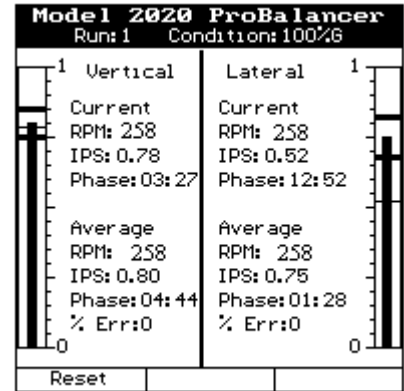 Model 2020 ProBalancer
Run:1 Condition:100%G
1 Vertical Lateral 1
Current Current
RPM: 258 RPM: 258
IPS:0.78 IPS:0.52
Phase:03:27 Phase:12:52
Average Average
RPM: 258 RPM: 258
IPS:0.80 IPS:0.75
Phase:04:44 Phase:01:28
% Err:0 % Err:0
0 0
Reset